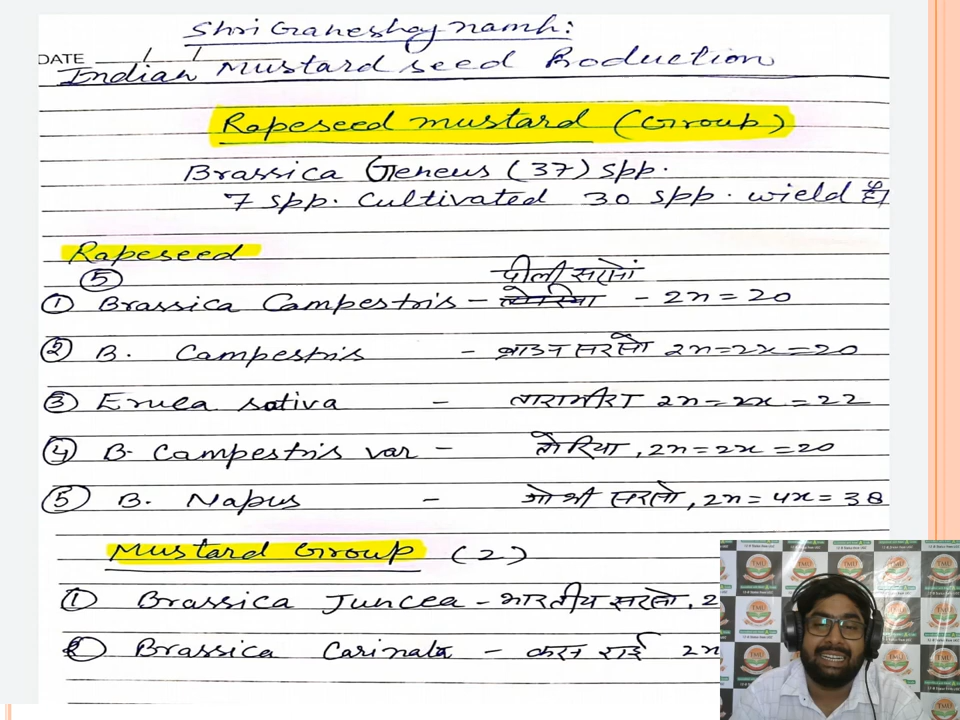 Shri Ganeshay namh:
DATE / /
Indian Mustard seed Production
Rapeseed mustard (Group)
Brassica Geneus (37) spp.
7 spp. Cultivated 30 spp. wield है।
Rapeseed
⑤
पीली सरसों
① Brassica Campestris - तोरिया - 2n = 20
② B. Campestris - ब्राउन सरसों 2n=2x=20
③ Eruca sativa - तारामीरा 2n=2x=22
④ B. Campestris var - तोरिया, 2n=2x=20
⑤ B. Napus - गोभी सरसों, 2n=4x=38
Mustard Group (2)
① Brassica Juncea - भारतीय सरसों, 2
② Brassica Carinata - करन राई 2n
TMU